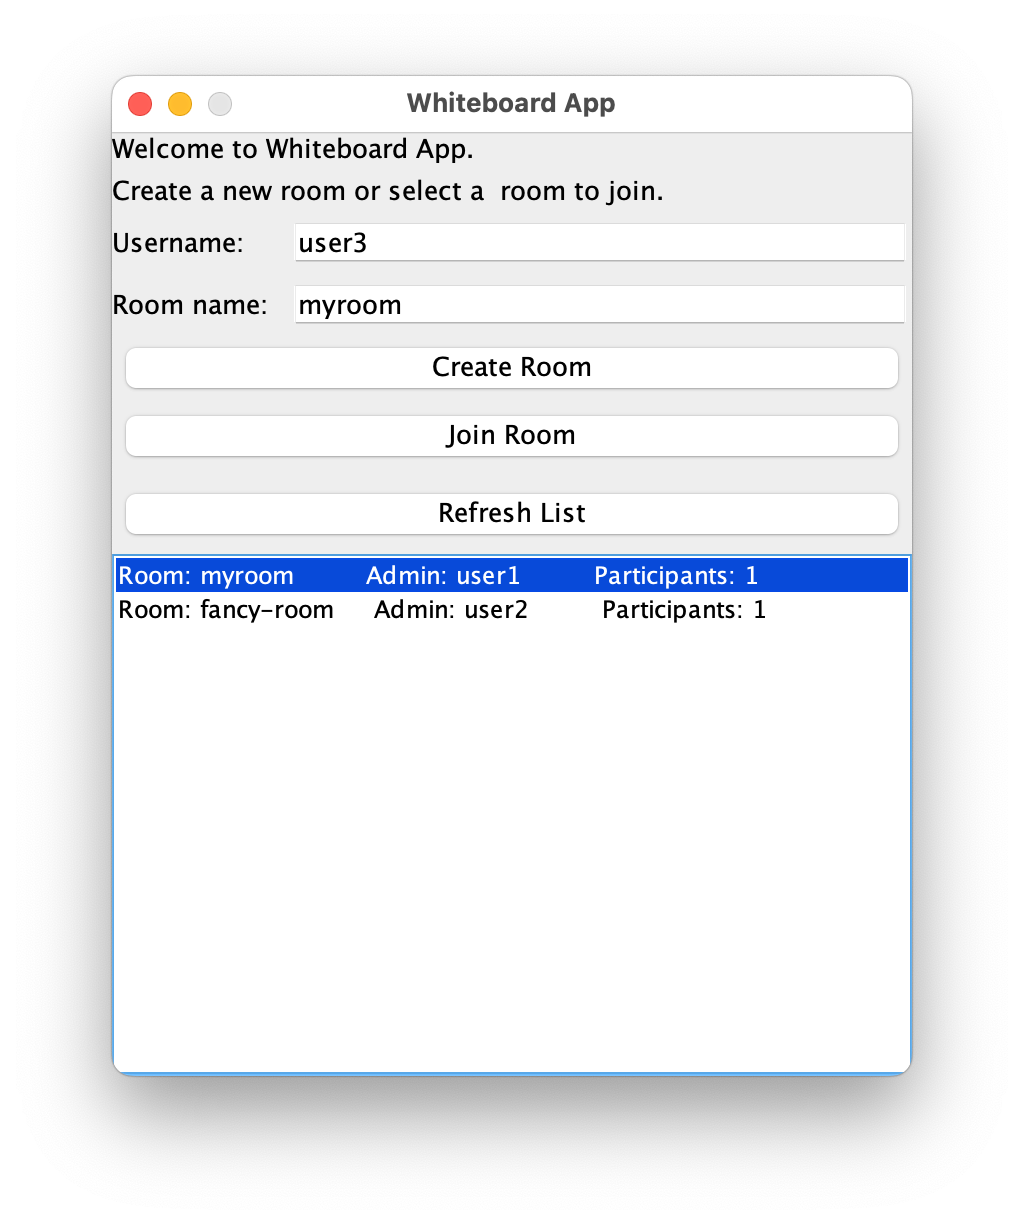 Whiteboard App
Welcome to Whiteboard App.
Create a new room or select a  room to join.
Username: user3
Room name: myroom
Create Room
Join Room
Refresh List
Room: myroom Admin: user1 Participants: 1
Room: fancy-room Admin: user2 Participants: 1